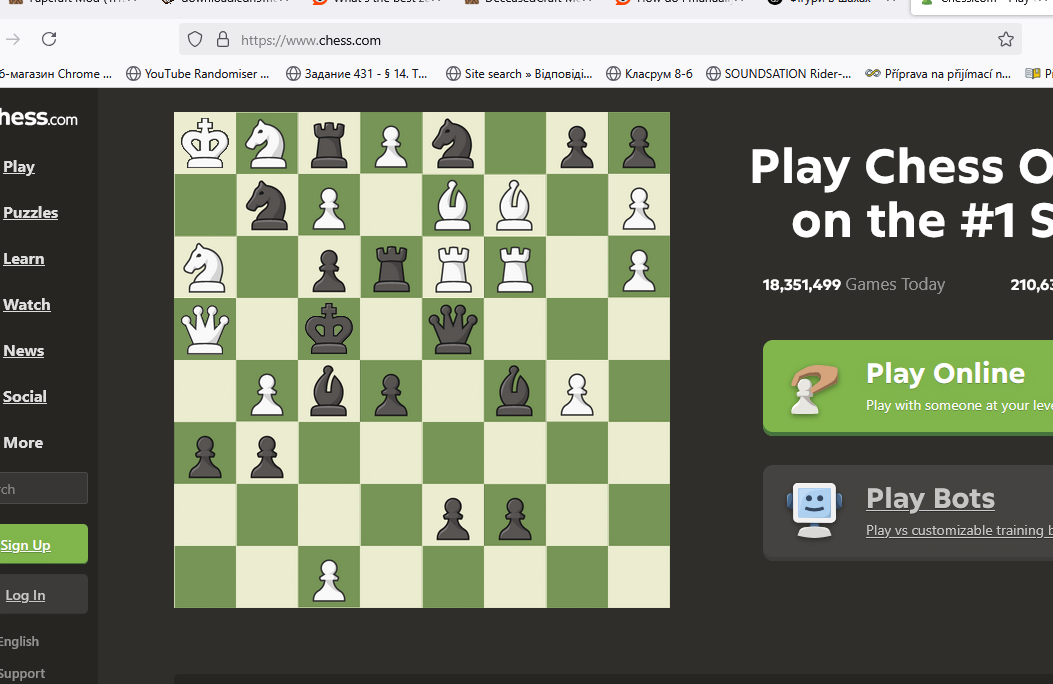 https://www.chess.com
б-магазин Chrome ...
YouTube Randomiser ...
Задание 431 - § 14. Т...
Site search » Відповіді...
Класрум 8-б
SOUNDSATION Rider-...
Příprava na přijímací n...
hess.com
Play
Puzzles
Learn
Watch
News
Social
More
rch
Sign Up
Log In
English
Support
Play Chess O
on the #1 S
18,351,499 Games Today
210,63
Play Online
Play with someone at your leve
Play Bots
Play vs customizable training b